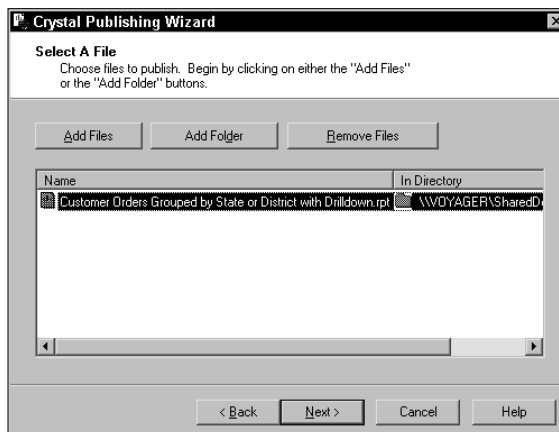 Crystal Publishing Wizard
Select A File
Choose files to publish. Begin by clicking on either the "Add Files"
or the "Add Folder" buttons.
Add Files Add Folder Remove Files
Name In Directory
Customer Orders Grouped by State or District with Drilldown.rpt \\VOYAGER\SharedDo
< Back Next > Cancel Help